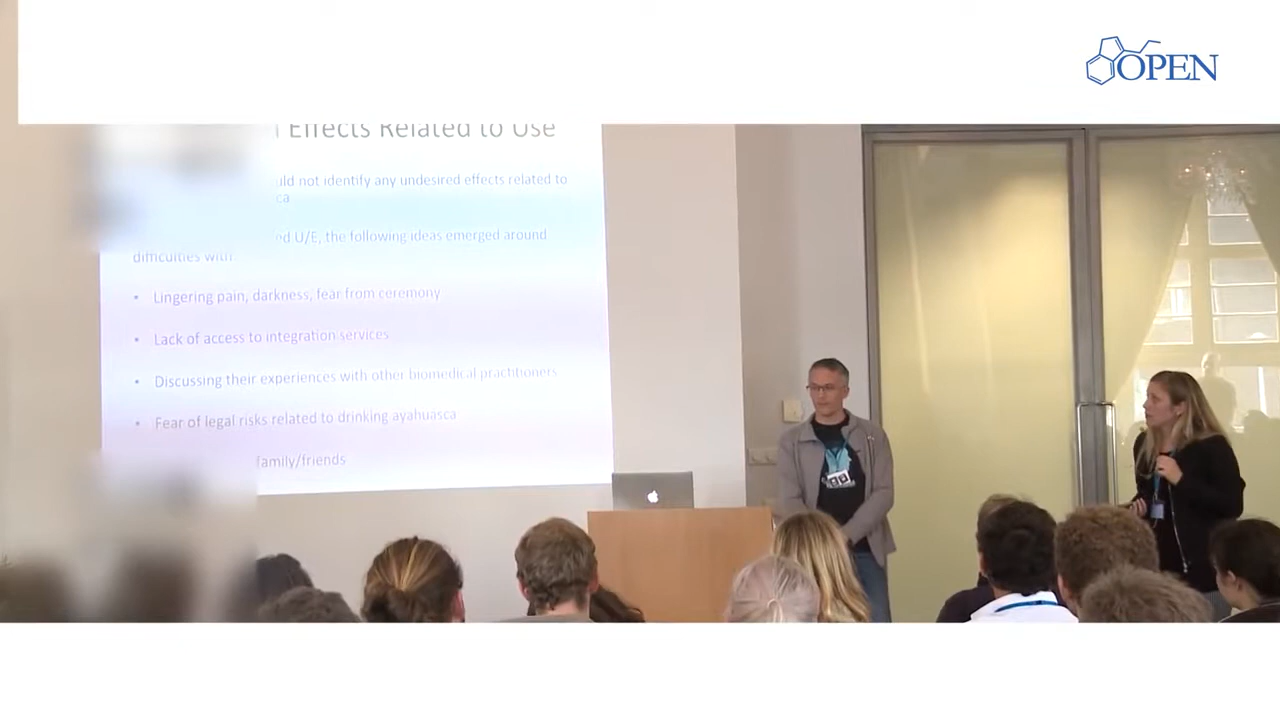 OPEN
Effects Related to Use
not identify any undesired effects related to
U/E, the following ideas emerged around
difficulties with:
• Lingering pain, darkness, fear from ceremony
• Lack of access to integration services
• Discussing their experiences with other biomedical practitioners
• Fear of legal risks related to drinking ayahuasca
family/friends